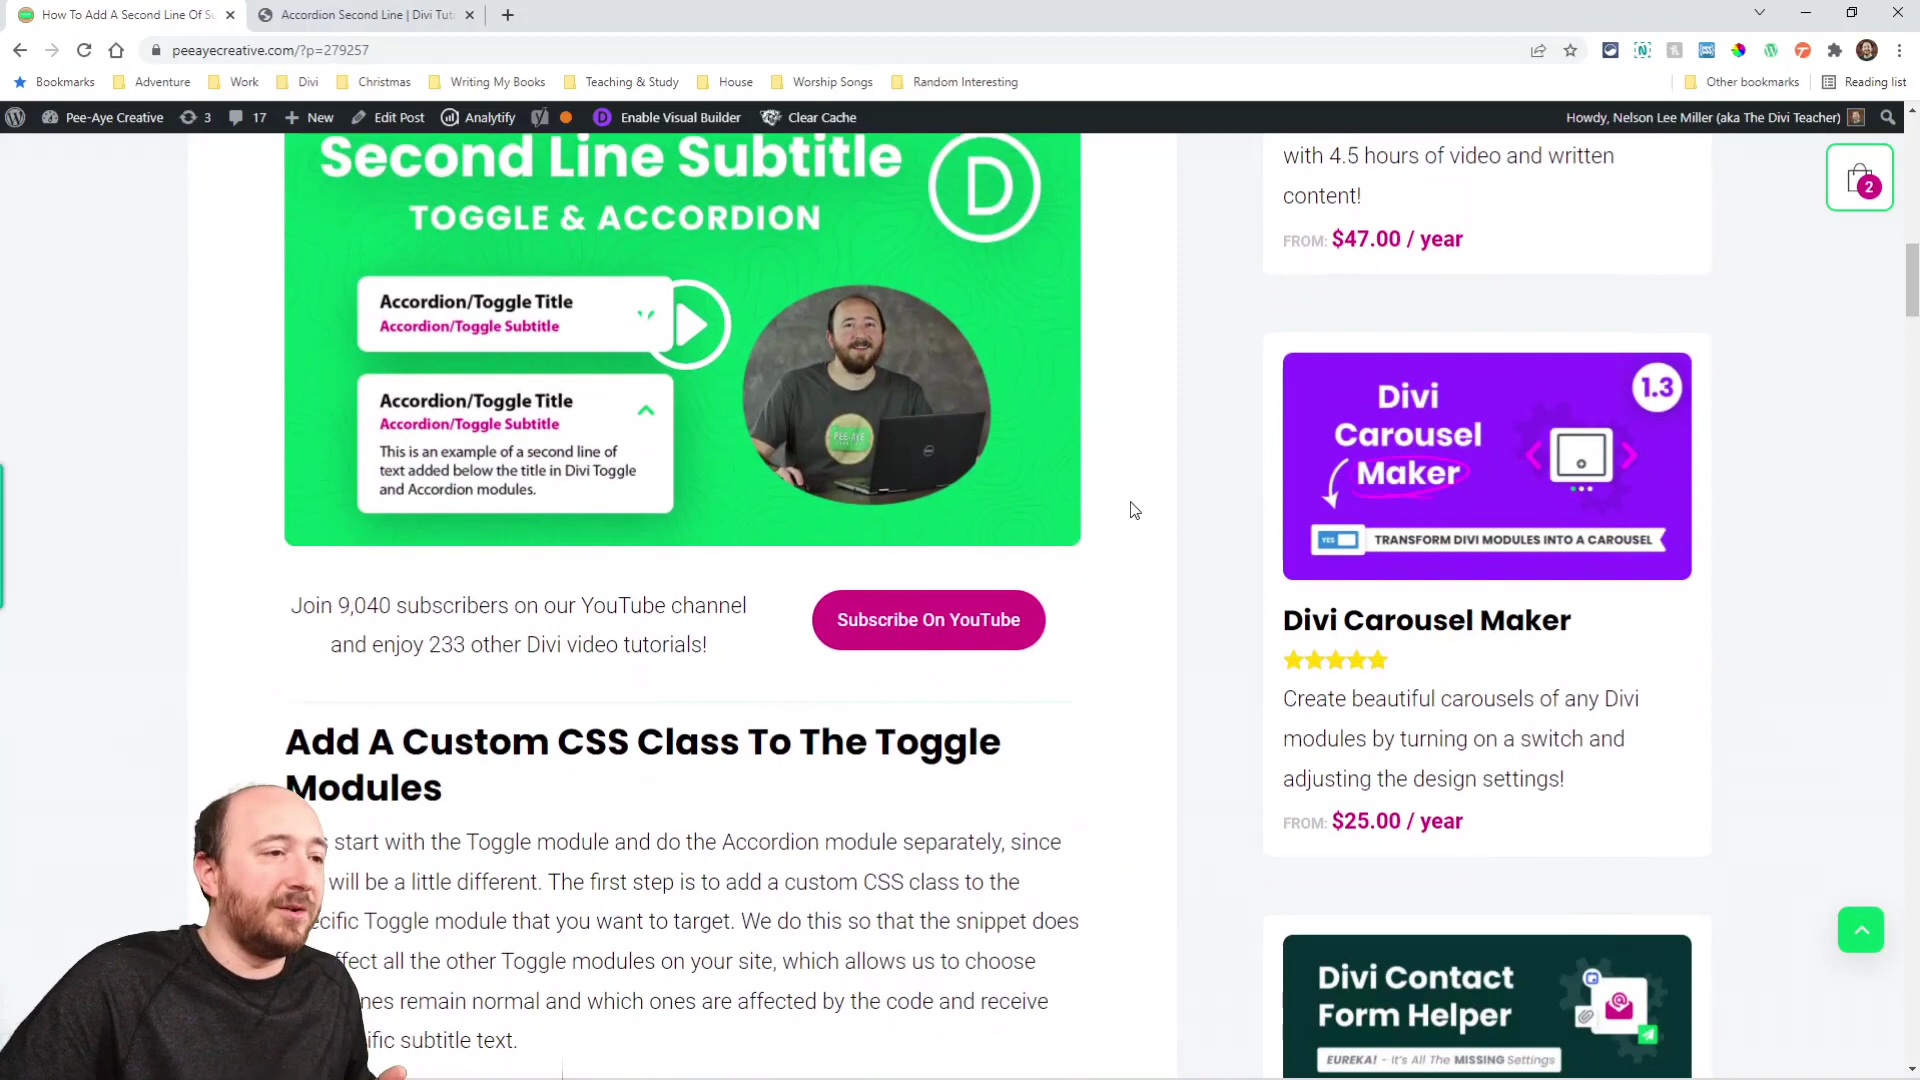 How To Add A Second Line Of Su
Accordion Second Line | Divi Tut
peeayecreative.com/?p=279257
Bookmarks
Adventure
Work
Divi
Christmas
Writing My Books
Teaching & Study
House
Worship Songs
Random Interesting
Other bookmarks
Reading list
Pee-Aye Creative
3
17
New
Edit Post
Analytify
Enable Visual Builder
Clear Cache
Howdy, Nelson Lee Miller (aka The Divi Teacher)
Second Line Subtitle
TOGGLE & ACCORDION
D
Accordion/Toggle Title
Accordion/Toggle Subtitle
Accordion/Toggle Title
Accordion/Toggle Subtitle
This is an example of a second line of
text added below the title in Divi Toggle
and Accordion modules.
PEE-AYE
Join 9,040 subscribers on our YouTube channel
and enjoy 233 other Divi video tutorials!
Subscribe On YouTube
Add A Custom CSS Class To The Toggle
Modules
start with the Toggle module and do the Accordion module separately, since
will be a little different. The first step is to add a custom CSS class to the
Toggle module that you want to target. We do this so that the snippet does
all the other Toggle modules on your site, which allows us to choose
remain normal and which ones are affected by the code and receive
subtitle text.
with 4.5 hours of video and written
content!
FROM: $47.00 / year
2
Divi
Carousel
Maker
1.3
YES
TRANSFORM DIVI MODULES INTO A CAROUSEL
Divi Carousel Maker
Create beautiful carousels of any Divi
modules by turning on a switch and
adjusting the design settings!
FROM: $25.00 / year
Divi Contact
Form Helper
EUREKA! - It's All The MISSING Settings